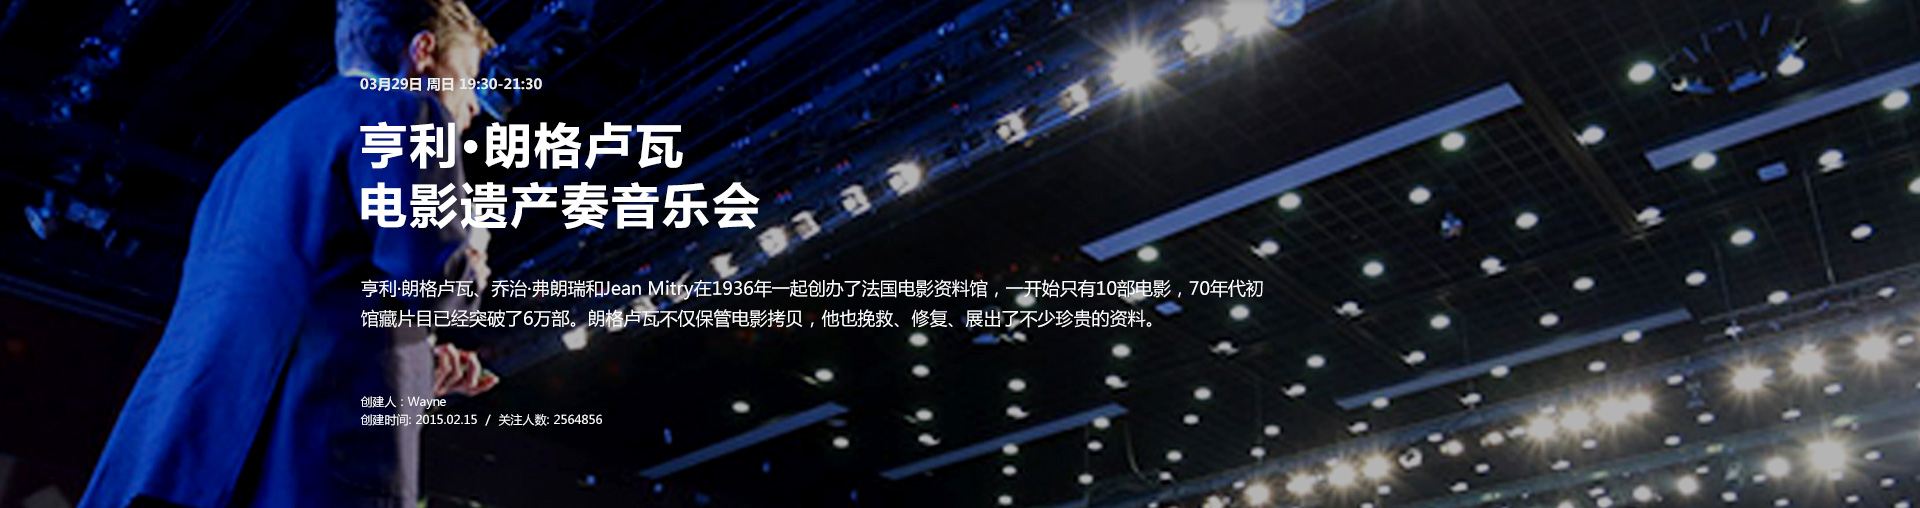 03月29日 周日 19:30-21:30
亨利·朗格卢瓦
电影遗产奏音乐会
亨利·朗格卢瓦、乔治·弗朗瑞和Jean Mitry在1936年一起创办了法国电影资料馆，一开始只有10部电影，70年代初
馆藏片目已经突破了6万部。朗格卢瓦不仅保管电影拷贝，他也挽救、修复、展出了不少珍贵的资料。
创建人：Wayne
创建时间: 2015.02.15 / 关注人数: 2564856